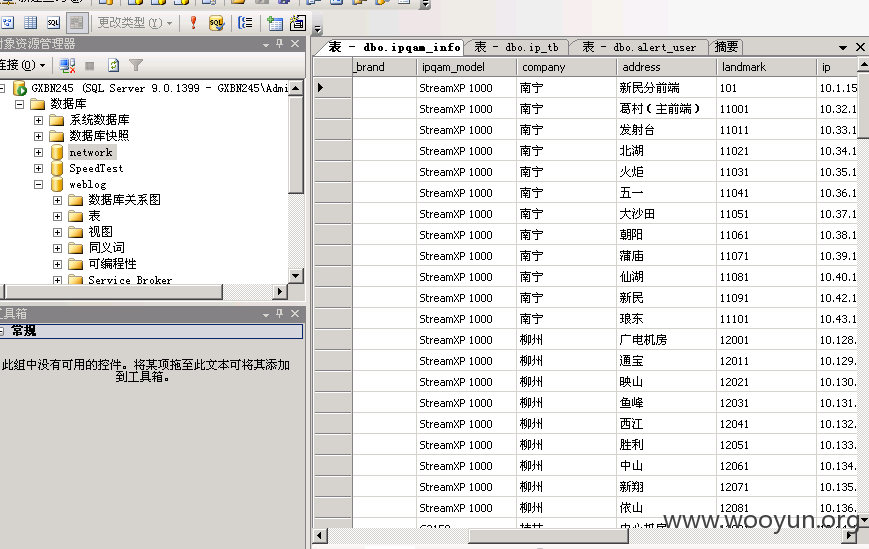 更改类型(Y)
对象资源管理器
连接(O)
GXBN245 (SQL Server 9.0.1399 - GXBN245\Admi
数据库
系统数据库
数据库快照
network
SpeedTest
weblog
数据库关系图
表
视图
同义词
可编程性
Service Broker
工具箱
常规
此组中没有可用的控件。将某项拖至此文本可将其添加
到工具箱。
表 - dbo.ipqam_info 表 - dbo.ip_tb 表 - dbo.alert_user 摘要
_brand ipqam_model company address landmark ip
StreamXP 1000 南宁 新民分前端 101 10.1.15
StreamXP 1000 南宁 葛村(主前端) 11001 10.32.1
StreamXP 1000 南宁 发射台 11011 10.33.1
StreamXP 1000 南宁 北湖 11021 10.34.1
StreamXP 1000 南宁 火炬 11031 10.35.1
StreamXP 1000 南宁 五一 11041 10.36.1
StreamXP 1000 南宁 大沙田 11051 10.37.1
StreamXP 1000 南宁 朝阳 11061 10.38.1
StreamXP 1000 南宁 蒲庙 11071 10.39.1
StreamXP 1000 南宁 仙湖 11081 10.40.1
StreamXP 1000 南宁 新民 11091 10.42.1
StreamXP 1000 南宁 琅东 11101 10.43.1
StreamXP 1000 柳州 广电机房 12001 10.128.
StreamXP 1000 柳州 通宝 12011 10.129.
StreamXP 1000 柳州 映山 12021 10.130.
StreamXP 1000 柳州 鱼峰 12031 10.131.
StreamXP 1000 柳州 西江 12041 10.132.
StreamXP 1000 柳州 胜利 12051 10.133.
StreamXP 1000 柳州 中山 12061 10.134.
StreamXP 1000 柳州 新翔 12071 10.135.
StreamXP 1000 柳州 依山 12081 10.136.
www.wooyun.org